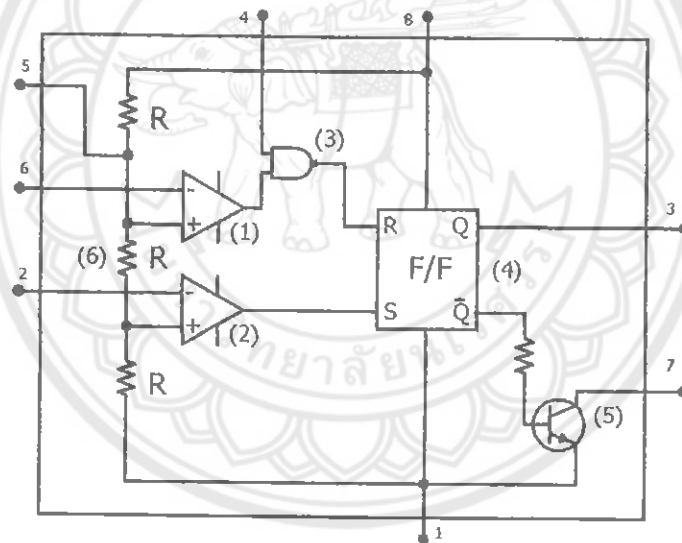 4
8
5
R
(3)
6
-
+
(1)
R
Q
3
(6)
R
F/F
(4)
2
-
+
(2)
S
Q̄
R
7
(5)
1